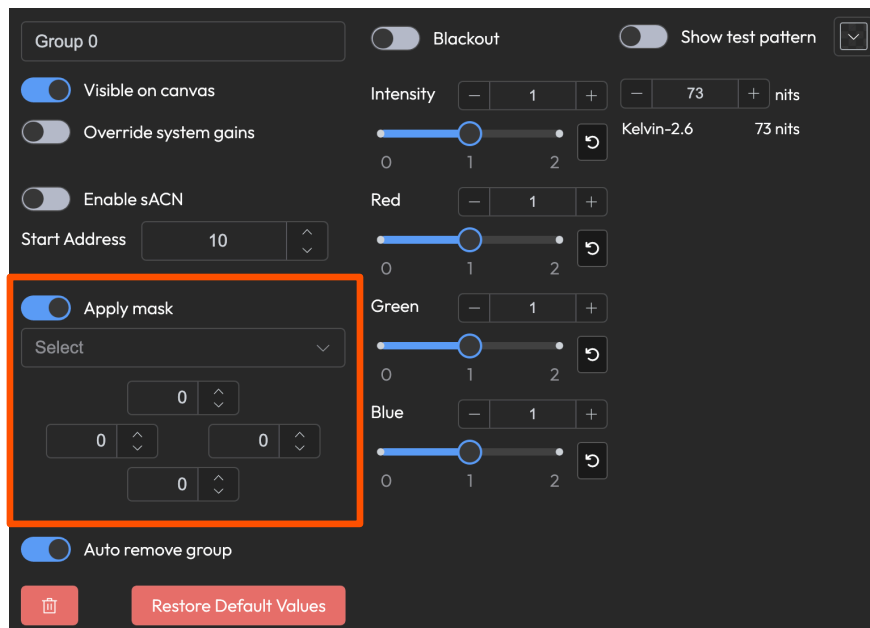 Group 0
Visible on canvas
Override system gains
Enable sACN
Start Address 10
Apply mask
Select
0
0 0
0
Auto remove group
Restore Default Values
Blackout
Intensity 1
0 1 2
Red 1
0 1 2
Green 1
0 1 2
Blue 1
0 1 2
Show test pattern
73 nits
Kelvin-2.6 73 nits